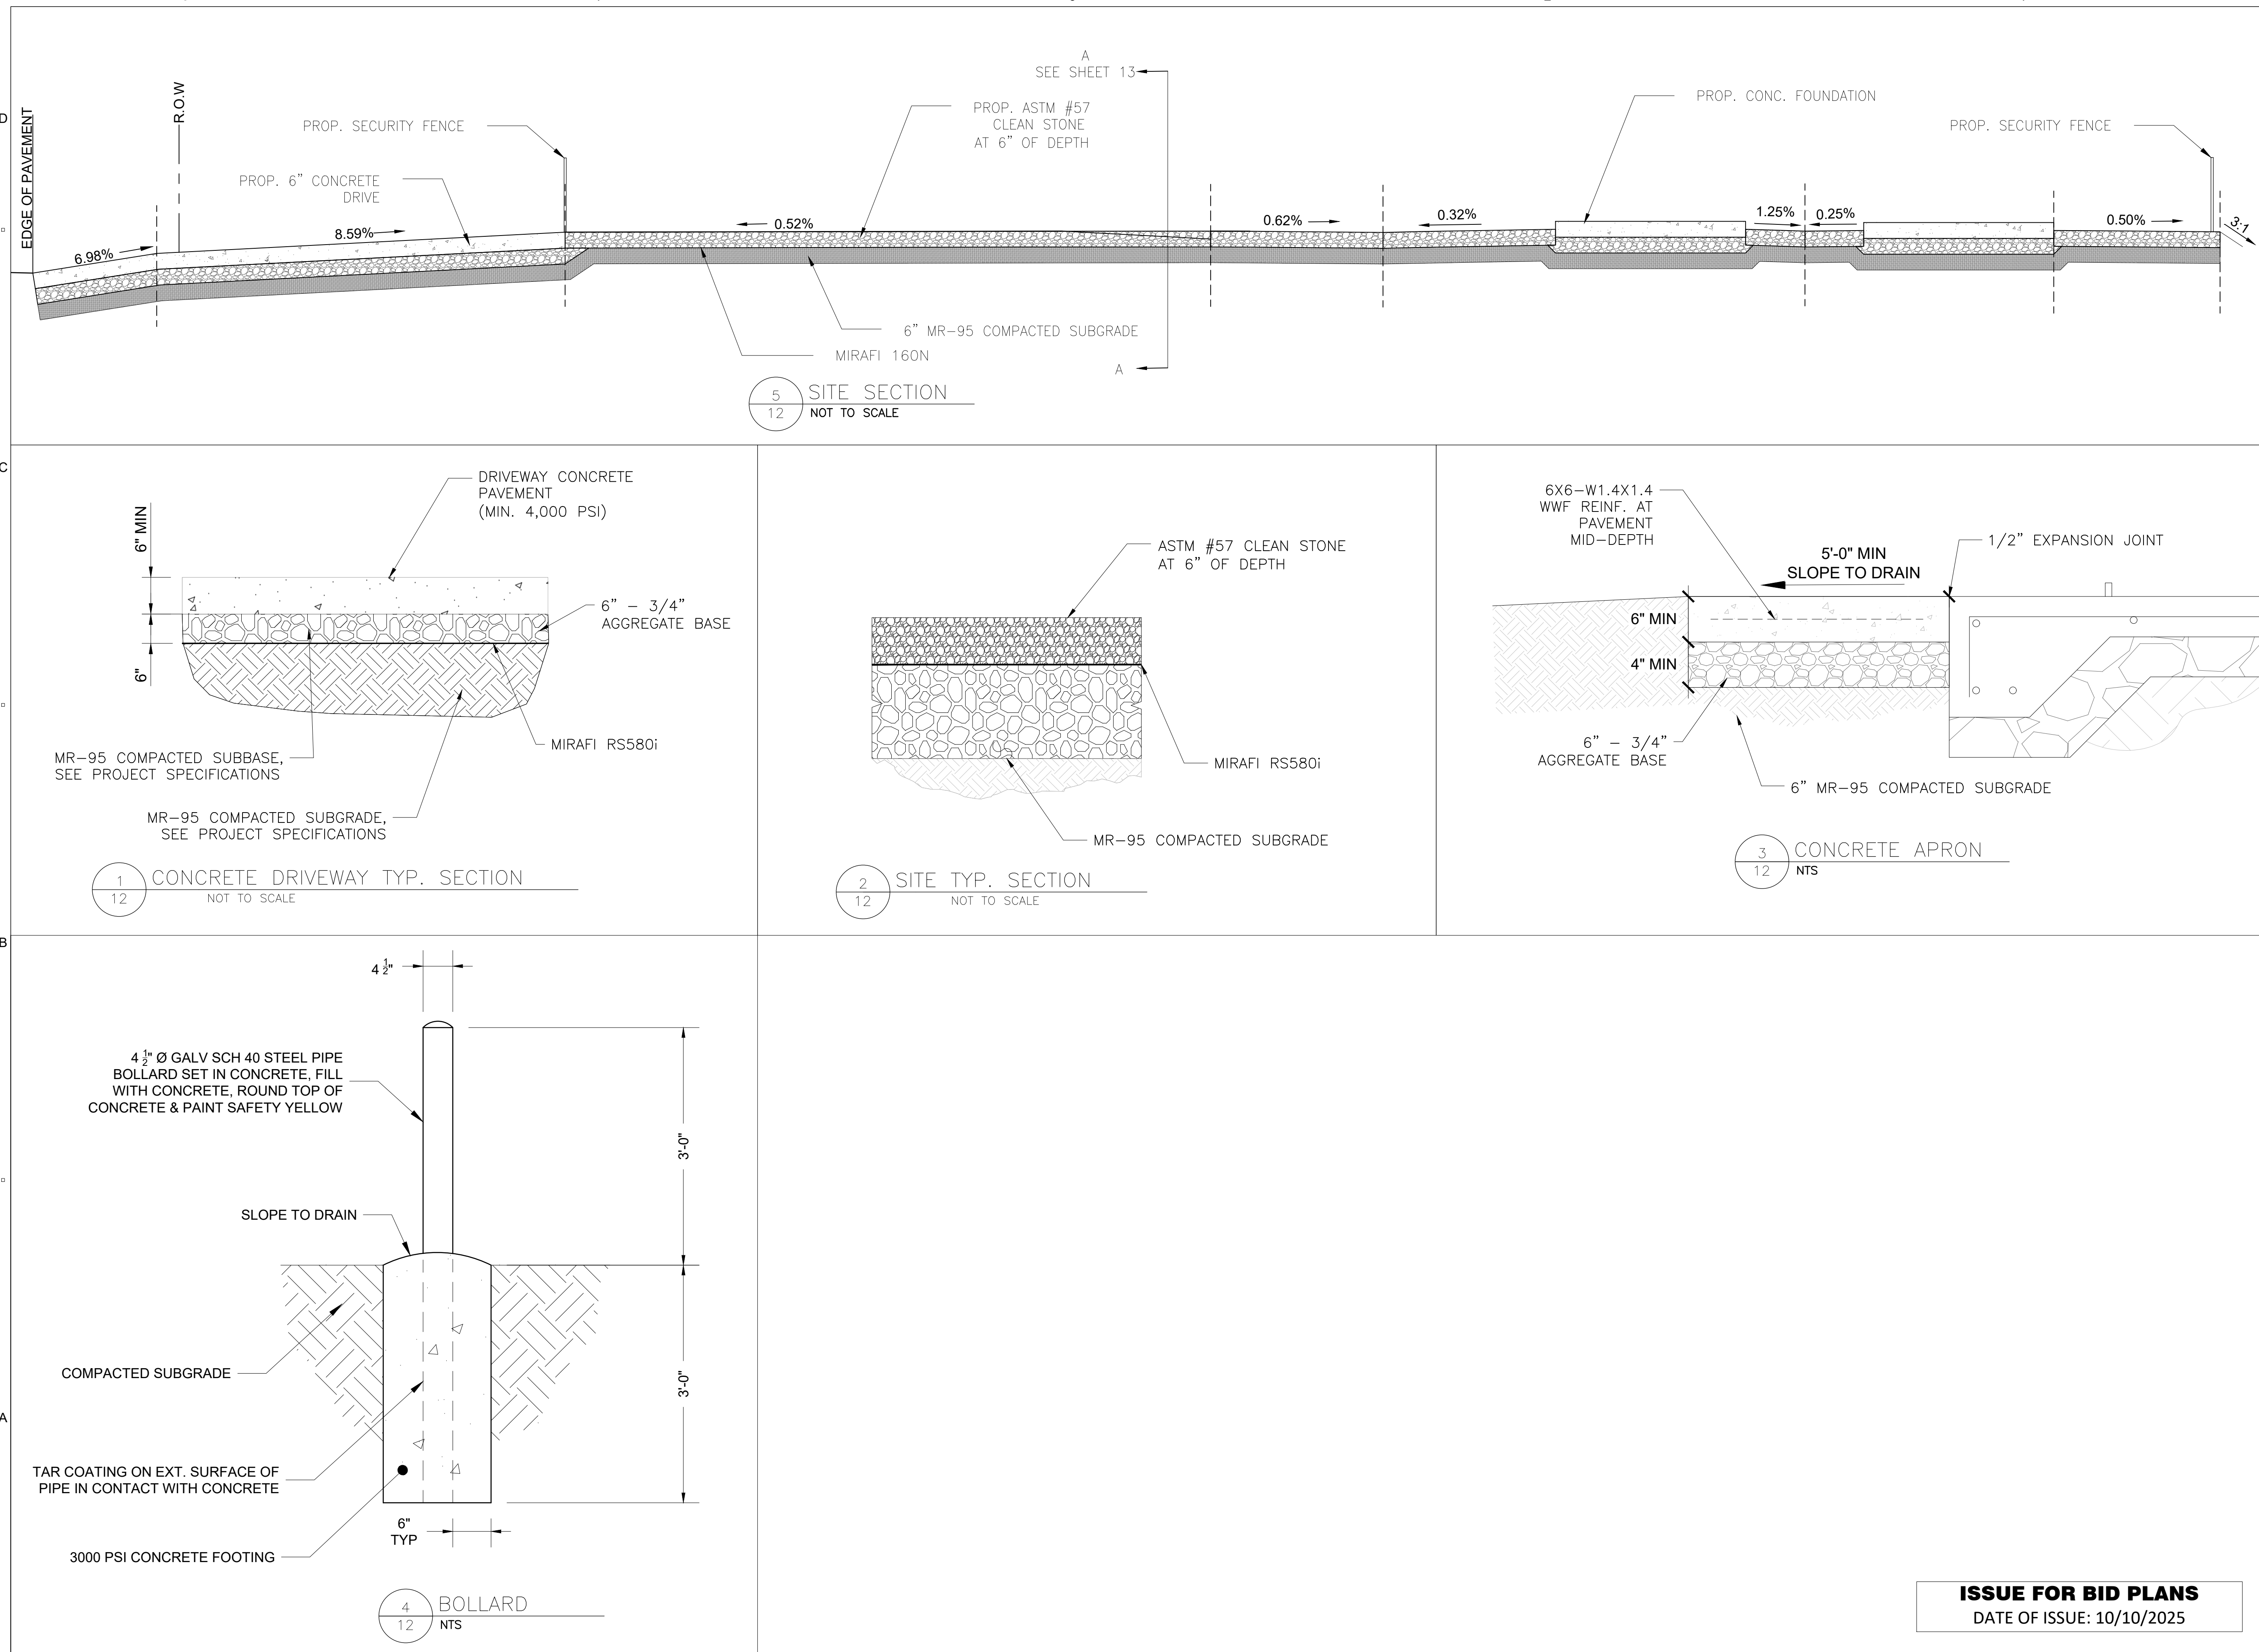 D
C
B
A
EDGE OF PAVEMENT
R.O.W
PROP. SECURITY FENCE
PROP. 6" CONCRETE
DRIVE
A
SEE SHEET 13
PROP. ASTM #57
CLEAN STONE
AT 6" OF DEPTH
PROP. CONC. FOUNDATION
PROP. SECURITY FENCE
6.98%
8.59%
0.52%
0.62%
0.32%
1.25%
0.25%
0.50%
3:1
6" MR-95 COMPACTED SUBGRADE
MIRAFI 160N
A
5
12
SITE SECTION
NOT TO SCALE
DRIVEWAY CONCRETE
PAVEMENT
(MIN. 4,000 PSI)
6" MIN
6"
6" - 3/4"
AGGREGATE BASE
MIRAFI RS580i
MR-95 COMPACTED SUBBASE,
SEE PROJECT SPECIFICATIONS
MR-95 COMPACTED SUBGRADE,
SEE PROJECT SPECIFICATIONS
1
12
CONCRETE DRIVEWAY TYP. SECTION
NOT TO SCALE
ASTM #57 CLEAN STONE
AT 6" OF DEPTH
MIRAFI RS580i
MR-95 COMPACTED SUBGRADE
2
12
SITE TYP. SECTION
NOT TO SCALE
6X6-W1.4X1.4
WWF REINF. AT
PAVEMENT
MID-DEPTH
5'-0" MIN
SLOPE TO DRAIN
1/2" EXPANSION JOINT
6" MIN
4" MIN
6" - 3/4"
AGGREGATE BASE
6" MR-95 COMPACTED SUBGRADE
3
12
CONCRETE APRON
NTS
4 1/2"
4 1/2" Ø GALV SCH 40 STEEL PIPE
BOLLARD SET IN CONCRETE, FILL
WITH CONCRETE, ROUND TOP OF
CONCRETE & PAINT SAFETY YELLOW
3'-0"
SLOPE TO DRAIN
COMPACTED SUBGRADE
3'-0"
TAR COATING ON EXT. SURFACE OF
PIPE IN CONTACT WITH CONCRETE
6"
TYP
3000 PSI CONCRETE FOOTING
4
12
BOLLARD
NTS
ISSUE FOR BID PLANS
DATE OF ISSUE: 10/10/2025